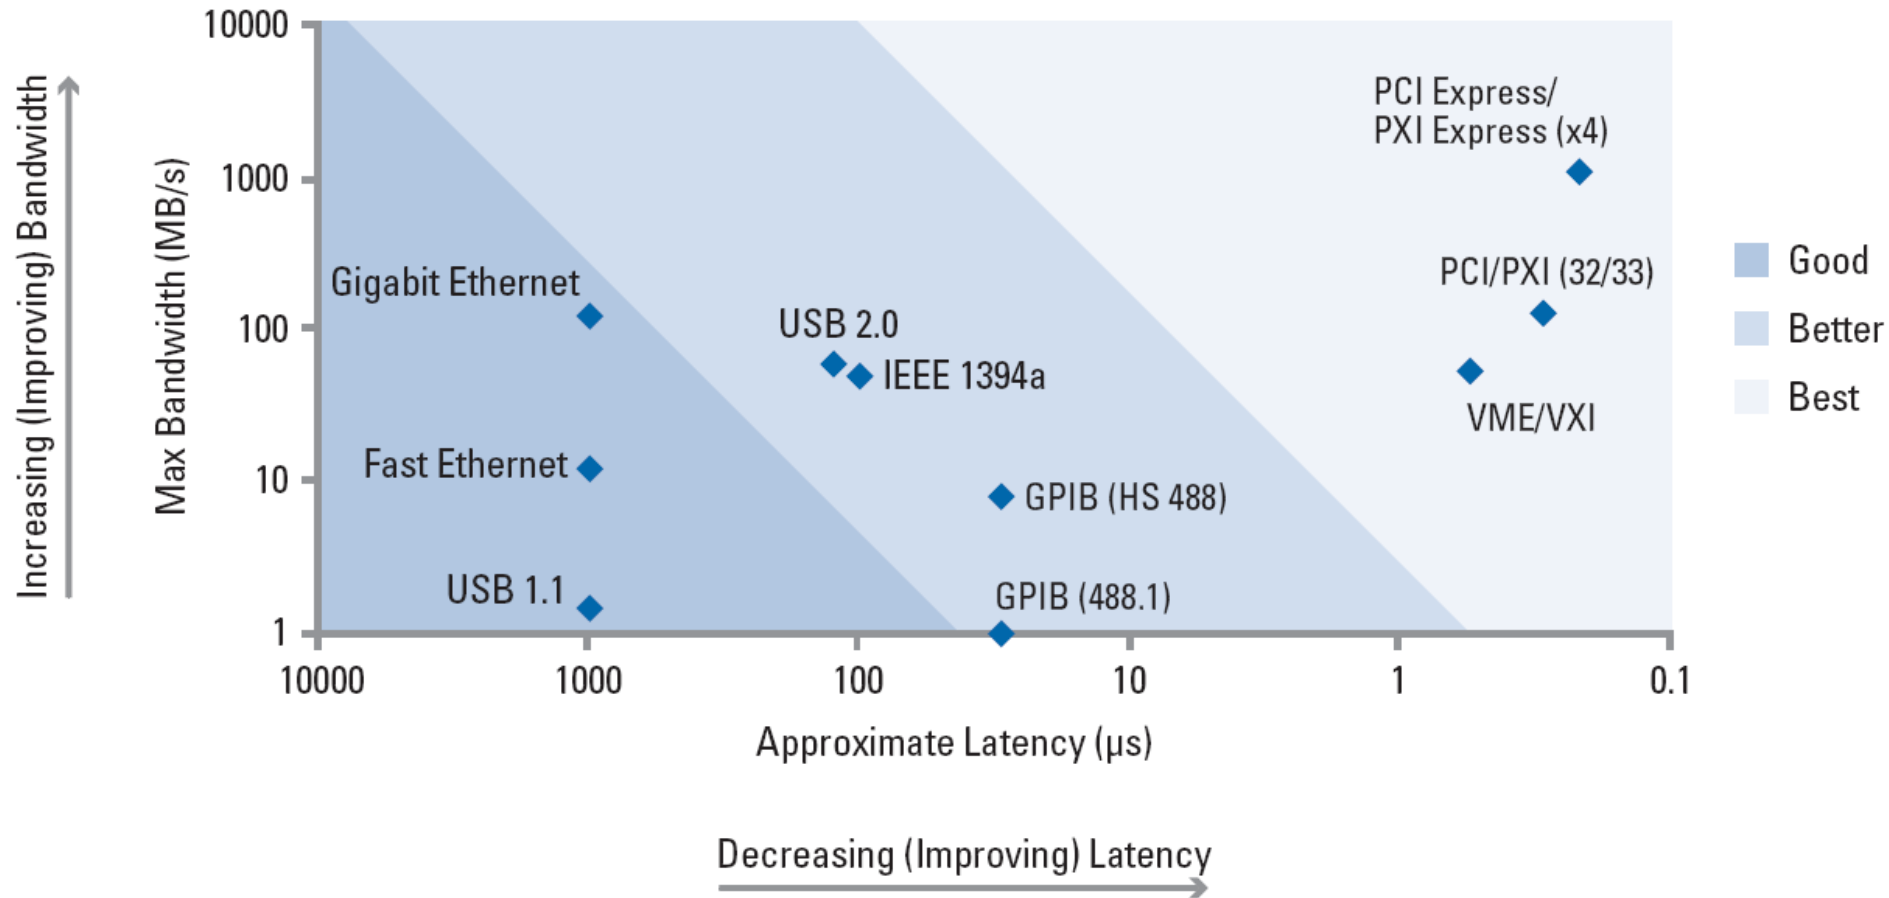 Increasing (Improving) Bandwidth
Max Bandwidth (MB/s)
10000
1000
100
10
1
PCI Express/
PXI Express (x4)
PCI/PXI (32/33)
Gigabit Ethernet
USB 2.0
IEEE 1394a
VME/VXI
Fast Ethernet
GPIB (HS 488)
USB 1.1
GPIB (488.1)
Good
Better
Best
10000
1000
100
10
1
0.1
Approximate Latency (µs)
Decreasing (Improving) Latency